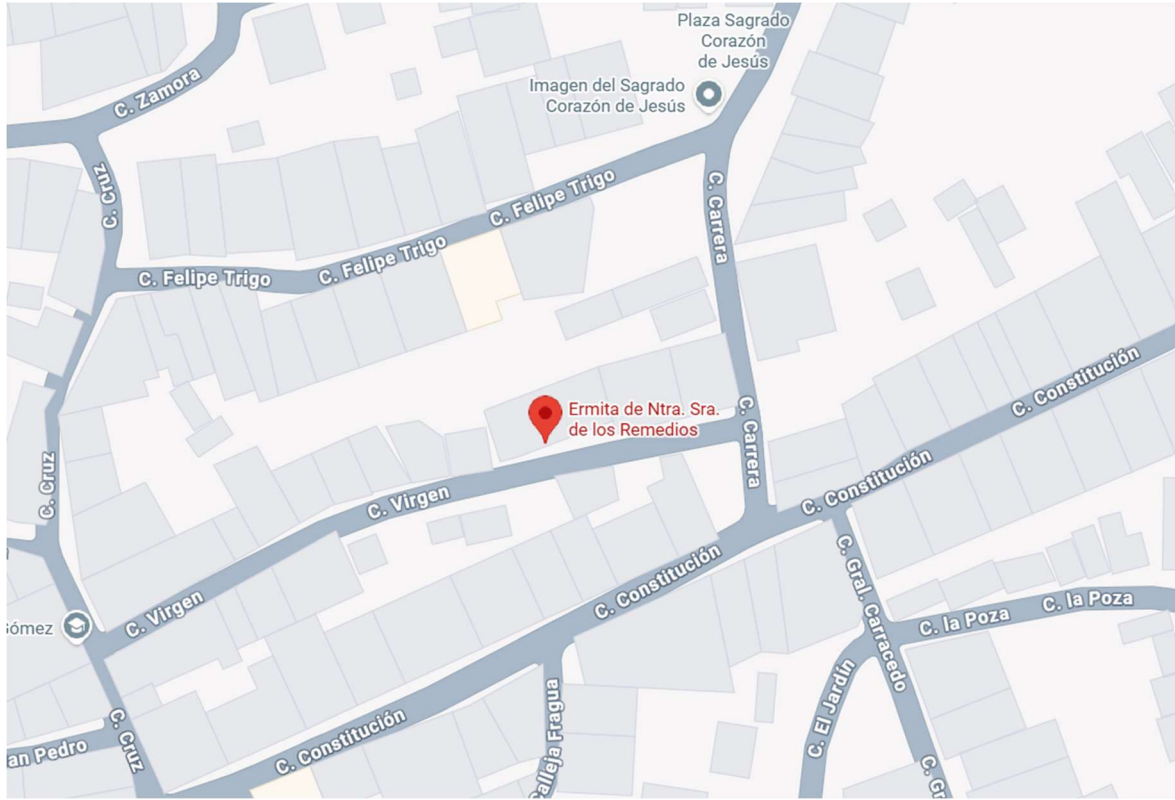 Plaza Sagrado
Corazón
de Jesús
Imagen del Sagrado
Corazón de Jesús
C. Zamora
C. Cruz
C. Felipe Trigo
C. Carrera
C. Felipe Trigo
C. Felipe Trigo
C. Constitución
Ermita de Ntra. Sra.
de los Remedios
C. Carrera
C. Cruz
C. Virgen
C. Constitución
C. Constitución
C. Gral. Carracedo
C. la Poza
C. la Poza
C. Virgen
Gómez
C. El Jardín
Calleja Fragua
C. Constitución
C. Cruz
an Pedro
C. Gr